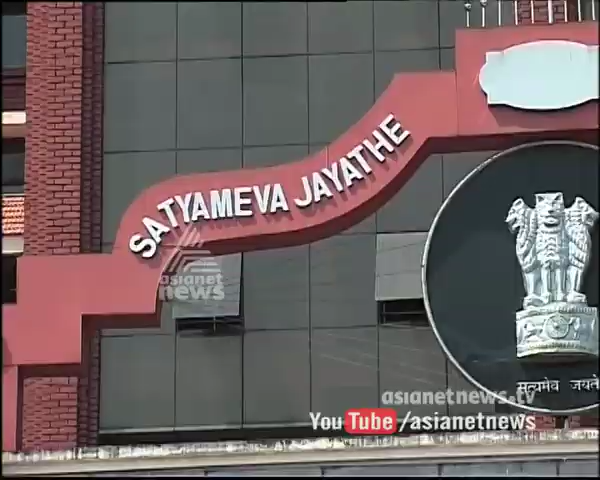 SATYAMEVA JAYATHE
asianet
news
सत्यमेव जयते
asianetnews.tv
YouTube/asianetnews